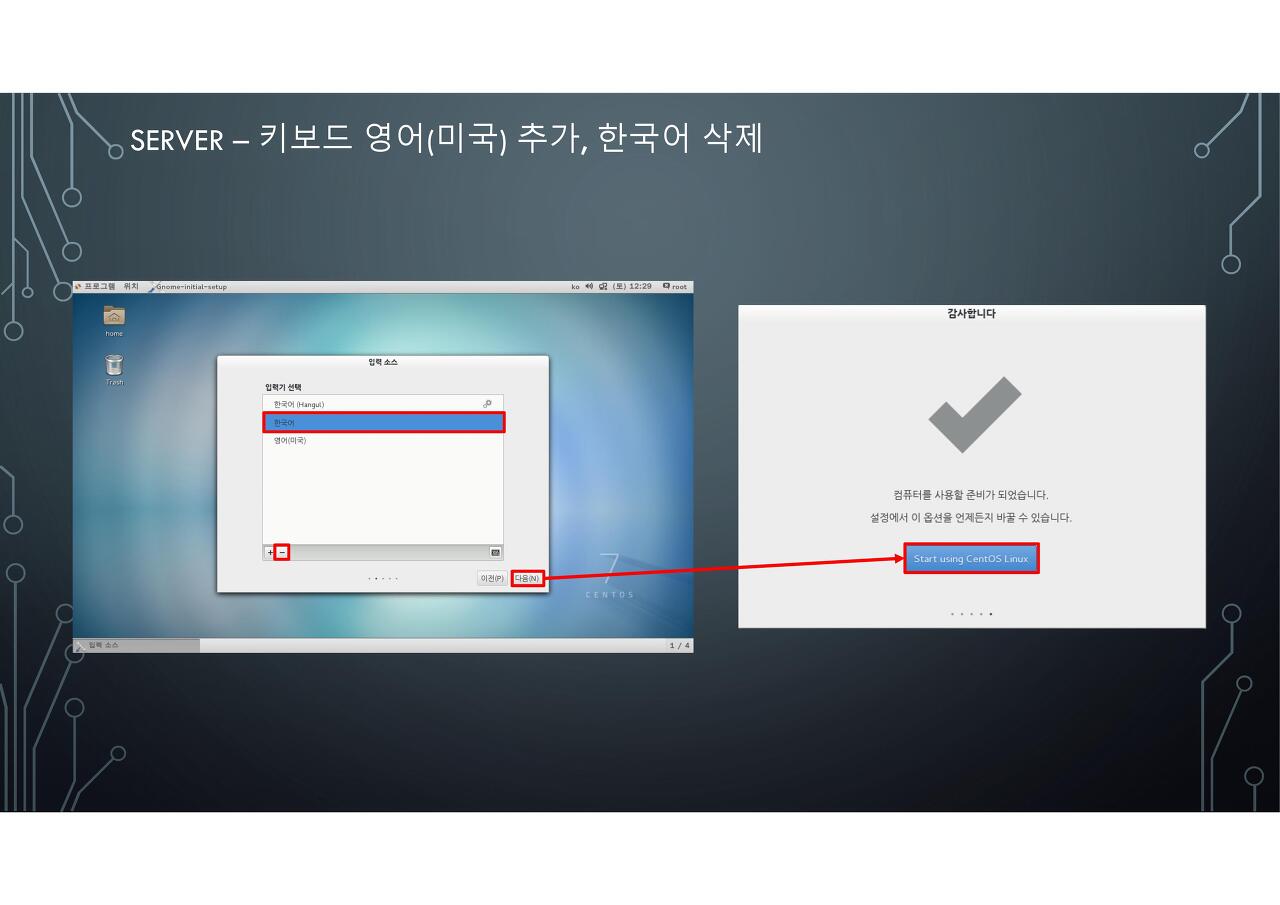 SERVER – 키보드 영어(미국) 추가, 한국어 삭제
프로그램 위치 Gnome-initial-setup ko (토) 12:29 root
home
Trash
입력 소스
입력기 선택
한국어 (Hangul)
한국어
영어(미국)
+ −
이전(P) 다음(N)
7
CENTOS
입력 소스 1 / 4
감사합니다
컴퓨터를 사용할 준비가 되었습니다.
설정에서 이 옵션을 언제든지 바꿀 수 있습니다.
Start using CentOS Linux